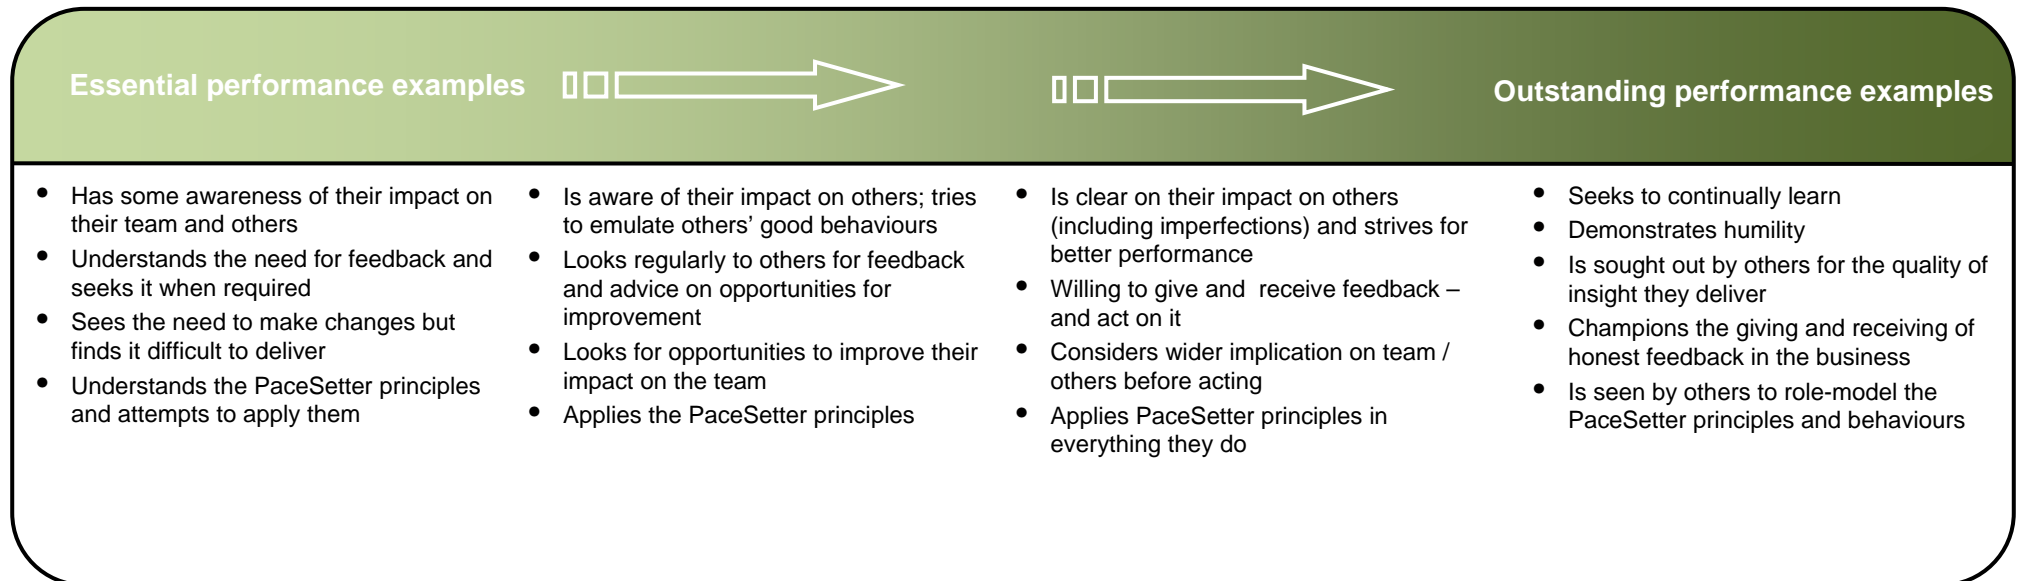 Essential performance examples
Outstanding performance examples
• Has some awareness of their impact on
their team and others
• Understands the need for feedback and
seeks it when required
• Sees the need to make changes but
finds it difficult to deliver
• Understands the PaceSetter principles
and attempts to apply them
• Is aware of their impact on others; tries
to emulate others’ good behaviours
• Looks regularly to others for feedback
and advice on opportunities for
improvement
• Looks for opportunities to improve their
impact on the team
• Applies the PaceSetter principles
• Is clear on their impact on others
(including imperfections) and strives for
better performance
• Willing to give and  receive feedback –
and act on it
• Considers wider implication on team /
others before acting
• Applies PaceSetter principles in
everything they do
• Seeks to continually learn
• Demonstrates humility
• Is sought out by others for the quality of
insight they deliver
• Champions the giving and receiving of
honest feedback in the business
• Is seen by others to role-model the
PaceSetter principles and behaviours